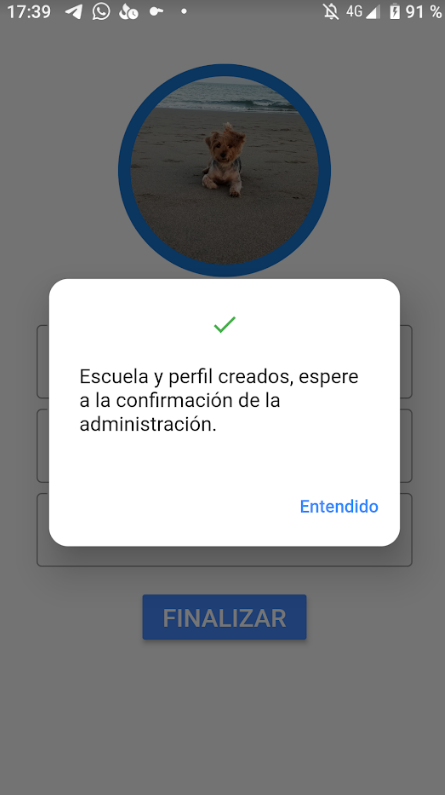 17:39 4G 91 %
Escuela y perfil creados, espere
a la confirmación de la
administración.
Entendido
FINALIZAR